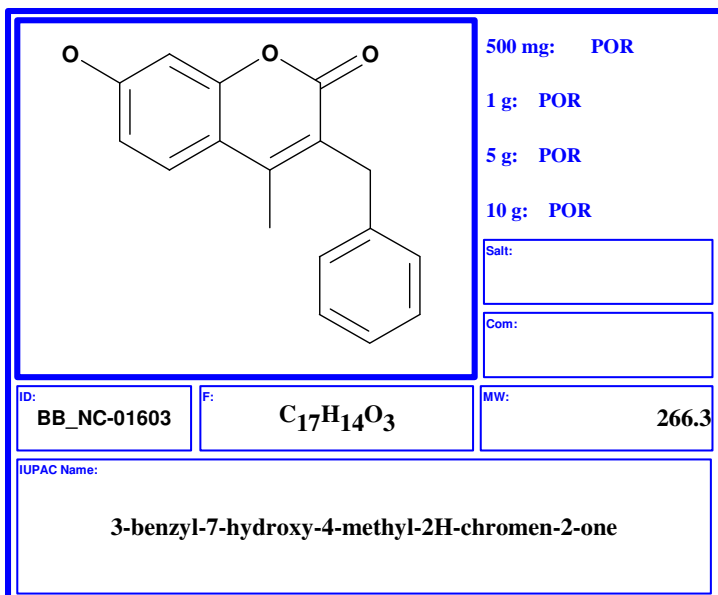 O O O
500 mg: POR
1 g: POR
5 g: POR
10 g: POR
Salt:
Com:
ID:
BB_NC-01603
F:
C17H14O3
MW:
266.3
IUPAC Name:
3-benzyl-7-hydroxy-4-methyl-2H-chromen-2-one